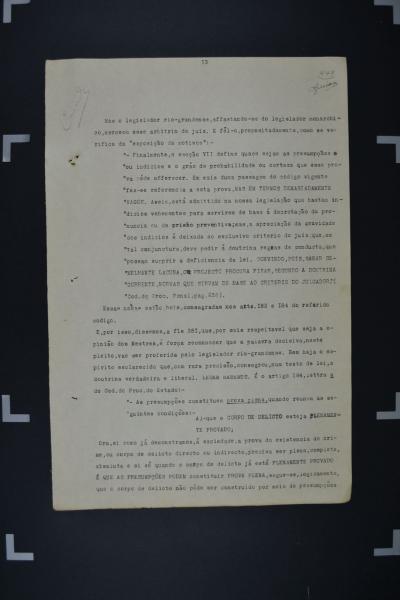 13
Mas o legislador rio-grandense, affastando-se do legislador monarchi-
co, cerceou esse arbitrio do juiz. E fêl-o, propositadamente, como se ve-
rifica da "exposição de motivos":
"- Finalmente, a secção VII define quaes sejam as presumpções e
"ou indicios e o gráo de probabilidade ou certeza que essa pro-
"va póde offerecer. Em suas duas passagens do codigo vigente
"faz-se referencia a esta prova, MAS EM TERMOS DEMASIADAMENTE
"VAGOS. Assim, está admittido na nossa legislação que bastam in-
"dicios vehementes para servirem de base á decretação da pro-
"nuncia ou da prisão preventiva; mas, a apreciação da gravidade
"dos indicios é deixada ao exclusivo criterio do juiz, que, em
"tal conjunctura, deve pedir á doutrina regras de conducta, que
"possam supprir a deficiencia da lei. CONVINDO, POIS, SANAR SE-
"MELHANTE LACUNA, O PROJECTO PROCURA FIXAR, SEGUNDO A DOUTRINA
"CORRENTE, NORMAS QUE SIRVAM DE BASE AO CRITERIO DO JULGADOR"(
"Cod. do Proc. Penal, pag. 236).
Essas normas estão hoje, consagradas nos arts. 182 e 184 do referido
codigo.
E, por isso, dissemos, a fls 281, que, por mais respeitavel que seja a o-
pinião dos Mestres, é força reconhecer que a palavra decisiva, neste
pleito, vae ser proferida pelo legislador rio-grandense. Bem haja o es-
pirito esclarecido que, com rara precisão, consagrou, num texto de lei, a
doutrina verdadeira e liberal. LEGEM HABEMUS. É o artigo 184, lettra a
do Cod. do Proc. do Estado:-
"- As presumpções constituem prova plena, quando reunem as se-
"guintes condições:-
A)-que o CORPO DE DELICTO esteja PLENAMEN-
TE PROVADO;
Ora, si como já demonstramos, á saciedade, a prova da existencia do cri-
me, ou corpo de delicto directo ou indirecto, precisa ser plena, completa,
absoluta e si só quando o corpo de delicto já está PLENAMENTE PROVADO
É QUE AS PRESUMPÇÕES PODEM constituir PROVA PLENA, segue-se, logicamente,
que o corpo de delicto não póde ser construido por meio de presumpções